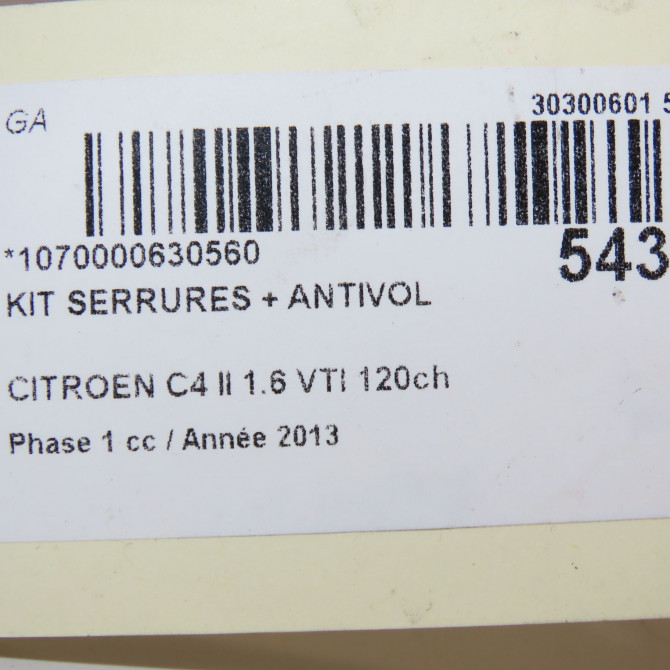 GA
30300601 5
*1070000630560
543
KIT SERRURES + ANTIVOL
CITROEN C4 II 1.6 VTI 120ch
Phase 1 cc / Année 2013